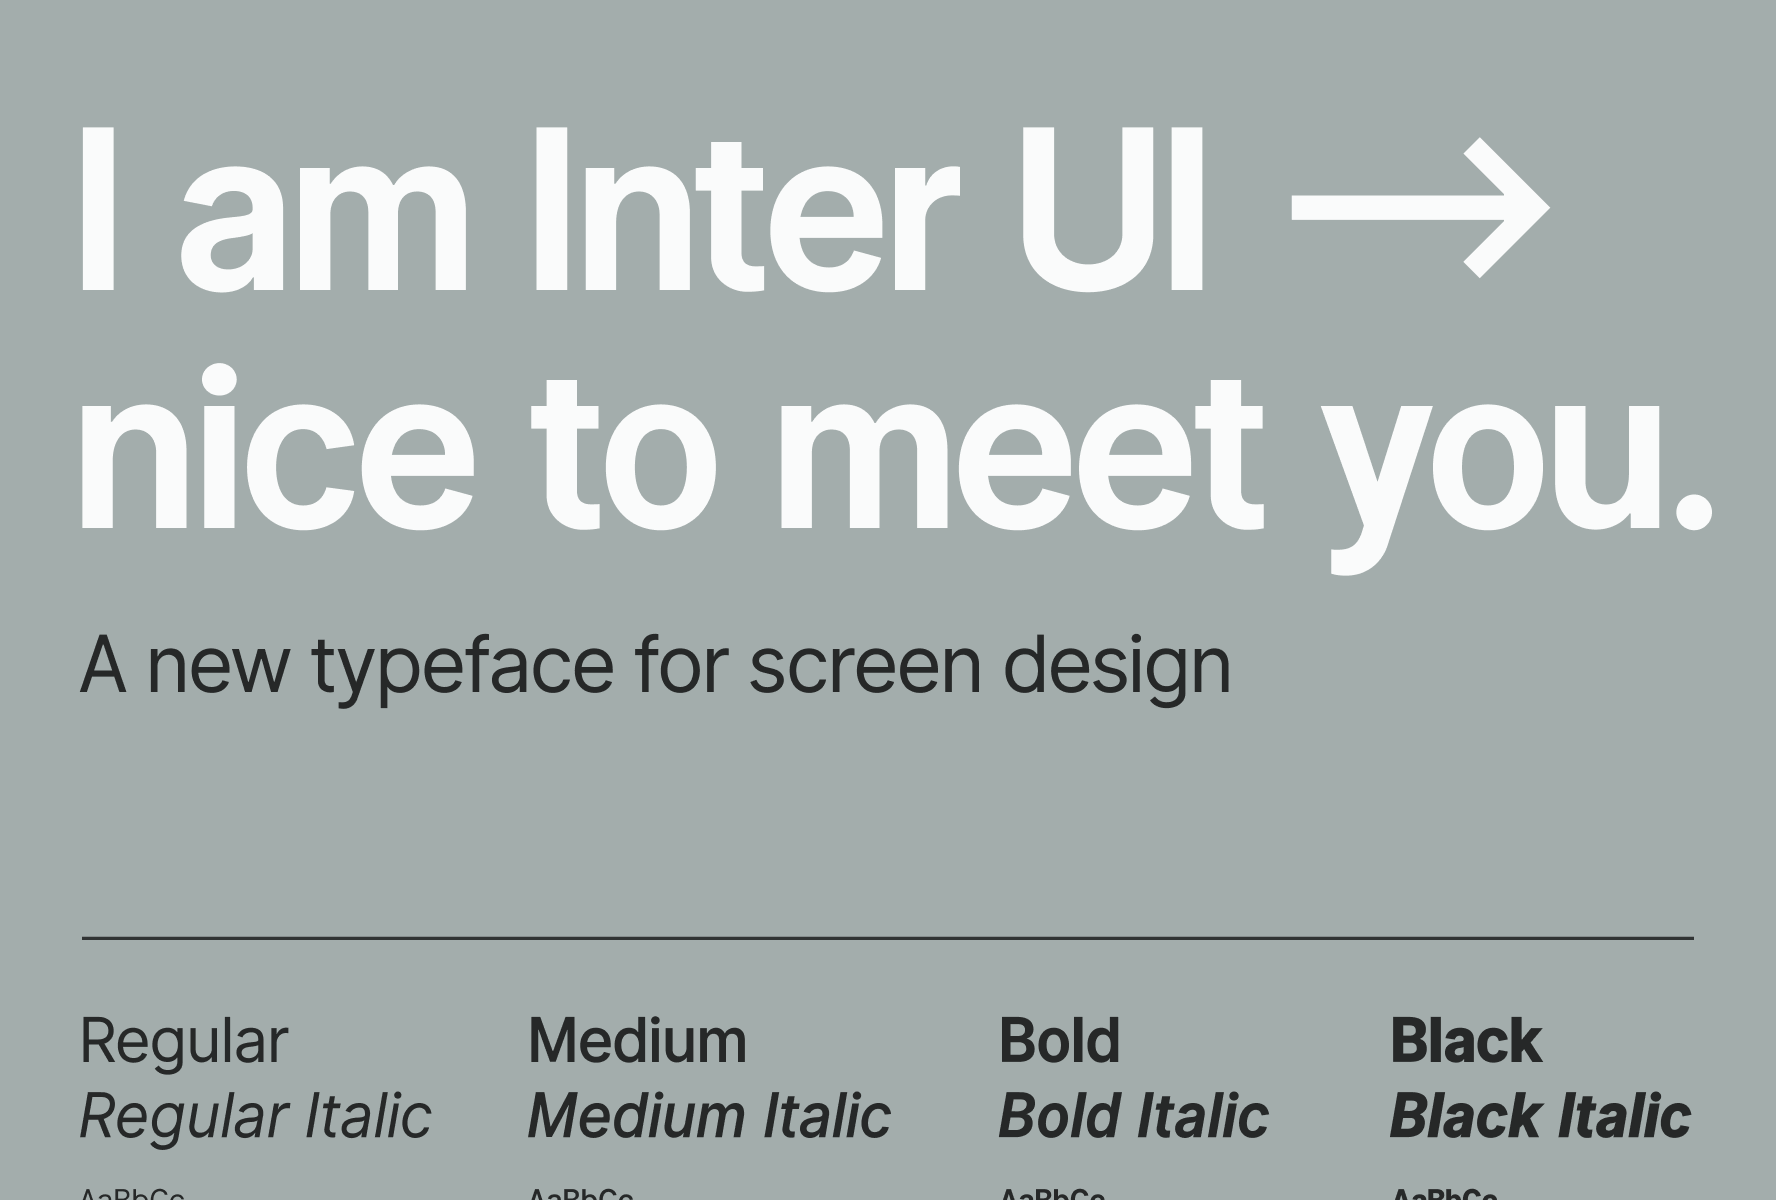 I am Inter UI →
nice to meet you.
A new typeface for screen design
Regular Medium Bold Black
Regular Italic Medium Italic Bold Italic Black Italic
AaBbCc AaBbCc AaBbCc AaBbCc